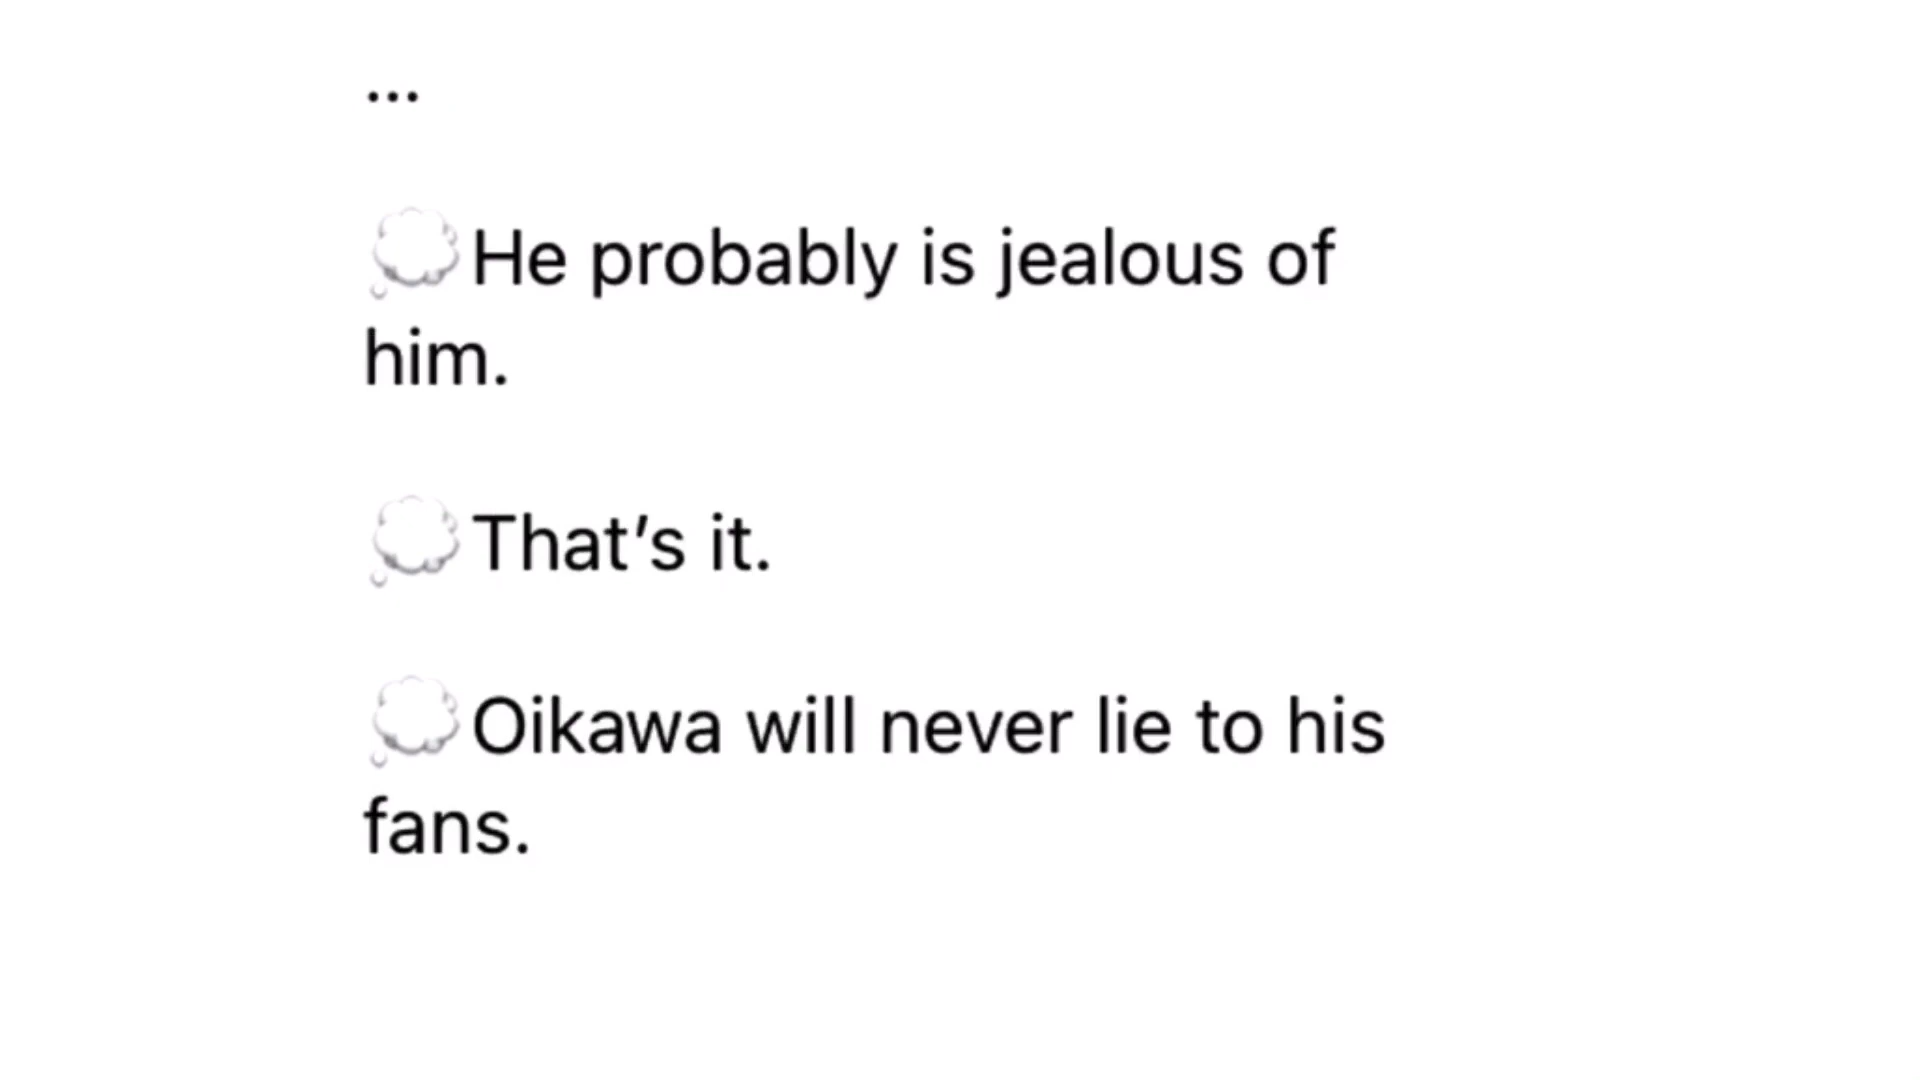 ...
💭He probably is jealous of
him.
💭That’s it.
💭Oikawa will never lie to his
fans.